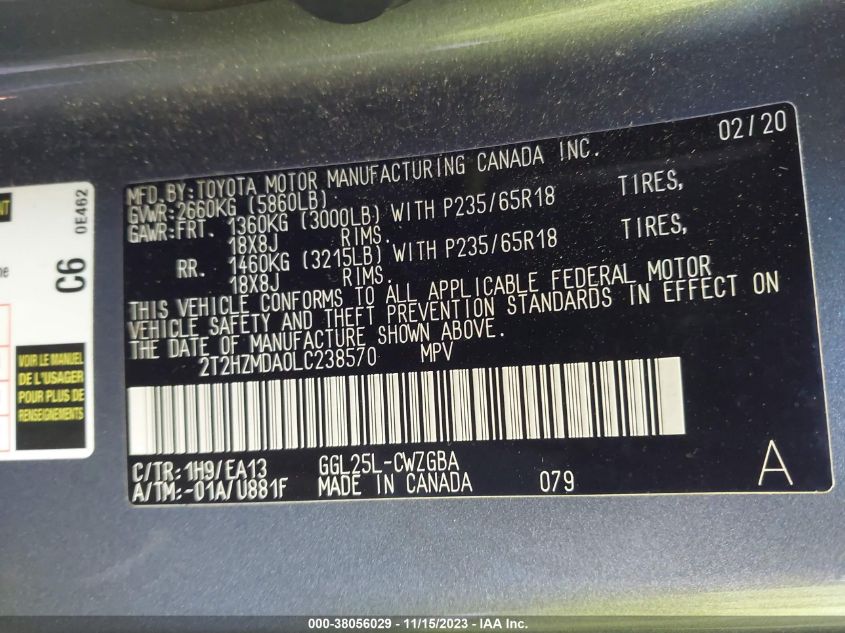 02/20
MFD.BY:TOYOTA MOTOR MANUFACTURING CANADA INC.
GVWR:2660KG (5860LB)
GAWR:FRT. 1360KG (3000LB) WITH P235/65R18 TIRES,
18X8J RIMS.
RR. 1460KG (3215LB) WITH P235/65R18 TIRES,
18X8J RIMS.
THIS VEHICLE CONFORMS TO ALL APPLICABLE FEDERAL MOTOR
VEHICLE SAFETY AND THEFT PREVENTION STANDARDS IN EFFECT ON
THE DATE OF MANUFACTURE SHOWN ABOVE.
2T2HZMDA0LC238570 MPV
C/TR:1H9/EA13 GGL25L-CWZGBA
A/TM:-01A/U881F MADE IN CANADA 079 A
C6
0E462
VOIR LE MANUEL
DE L'USAGER
POUR PLUS DE
RENSEIGNEMENTS
000-38056029 - 11/15/2023 - IAA Inc.